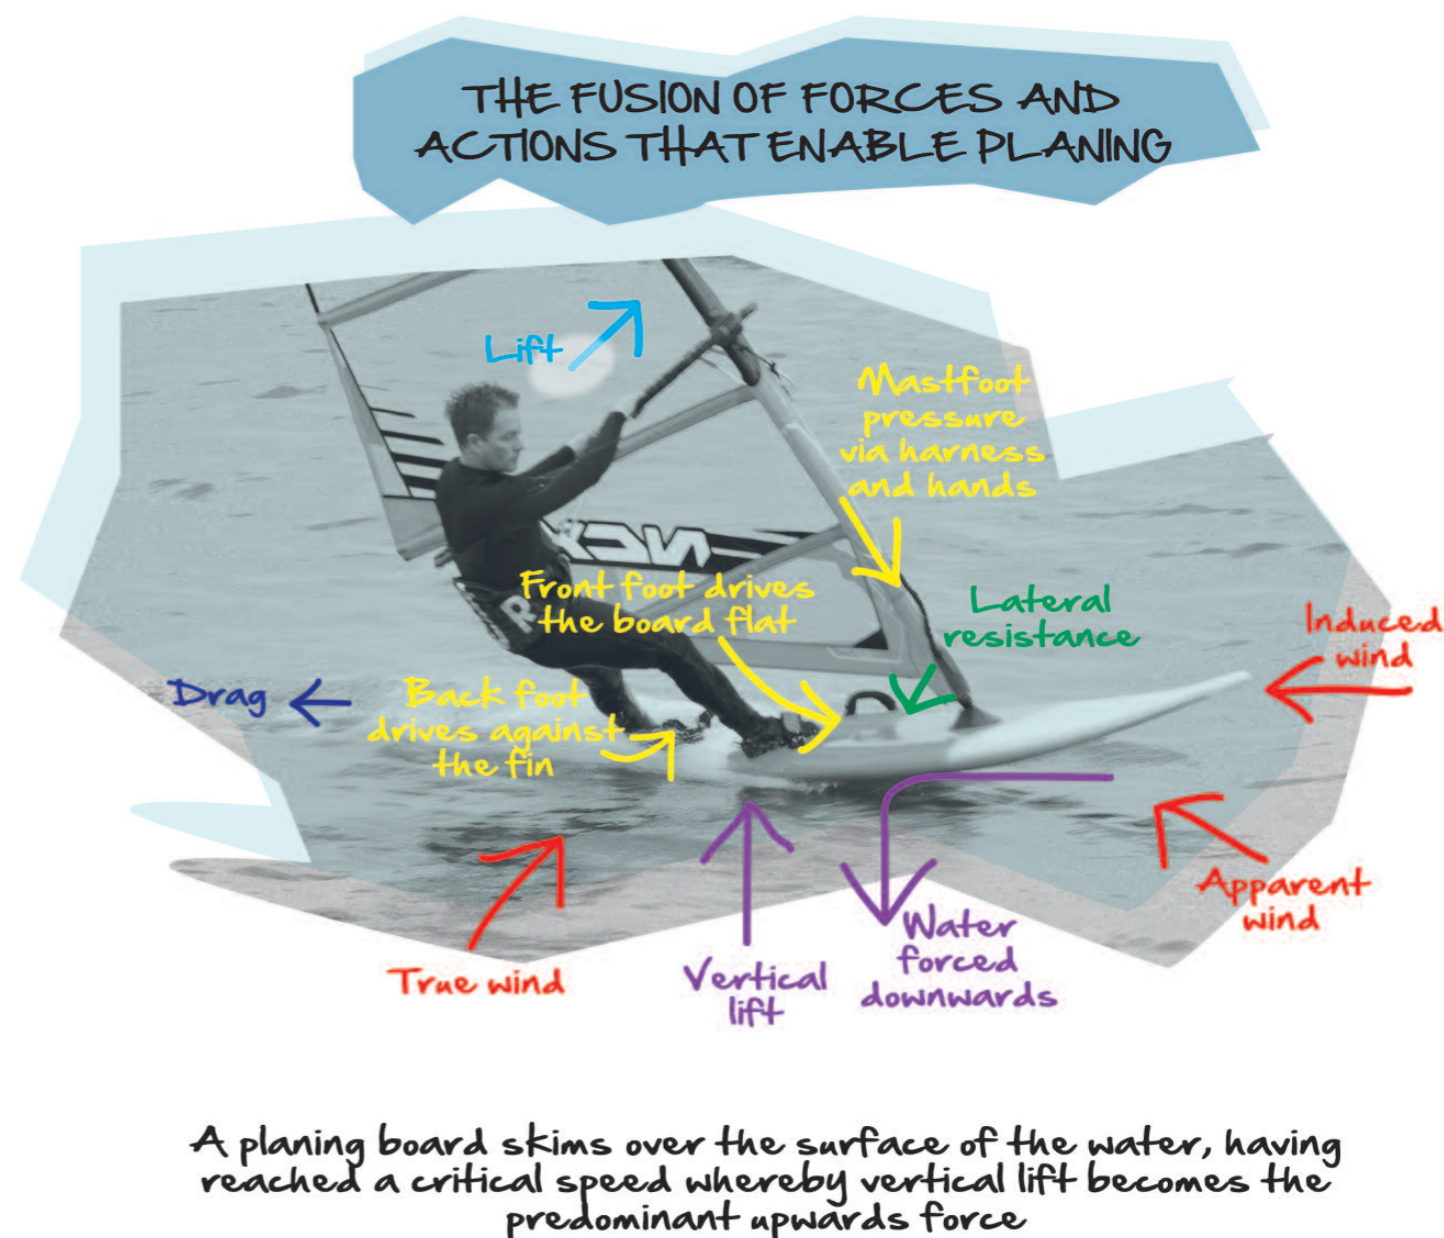 THE FUSION OF FORCES AND
ACTIONS THAT ENABLE PLANING
Lift
Mastfoot
pressure
via harness
and hands
Front foot drives
the board flat
Lateral
resistance
Induced
wind
Drag
Back foot
drives against
the fin
Apparent
wind
True wind
Vertical
lift
Water
forced
downwards
A planing board skims over the surface of the water, having
reached a critical speed whereby vertical lift becomes the
predominant upwards force